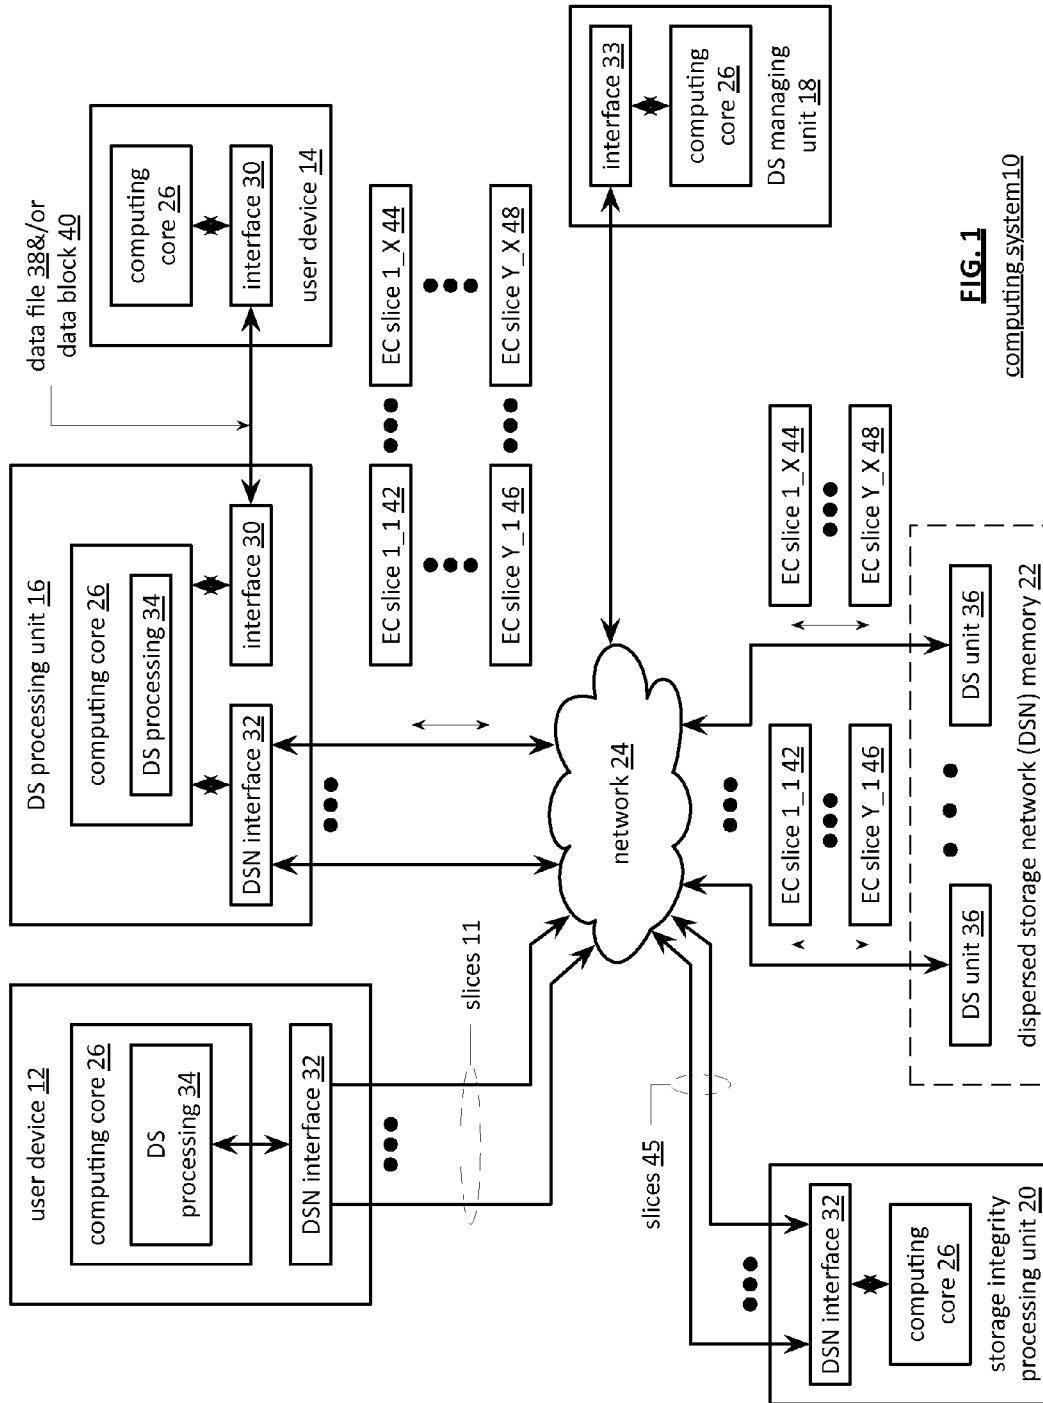 user device 12
computing core 26
DS
processing 34
DSN interface 32
slices 11
DS processing unit 16
computing core 26
DS processing 34
DSN interface 32
interface 30
data file 38&/or
data block 40
computing
core 26
interface 30
user device 14
EC slice 1_1 42
EC slice 1_X 44
EC slice Y_1 46
EC slice Y_X 48
network 24
interface 33
computing
core 26
DS managing
unit 18
slices 45
DSN interface 32
computing
core 26
storage integrity
processing unit 20
EC slice 1_1 42
EC slice Y_1 46
EC slice 1_X 44
EC slice Y_X 48
DS unit 36
DS unit 36
dispersed storage network (DSN) memory 22
FIG. 1
computing system10